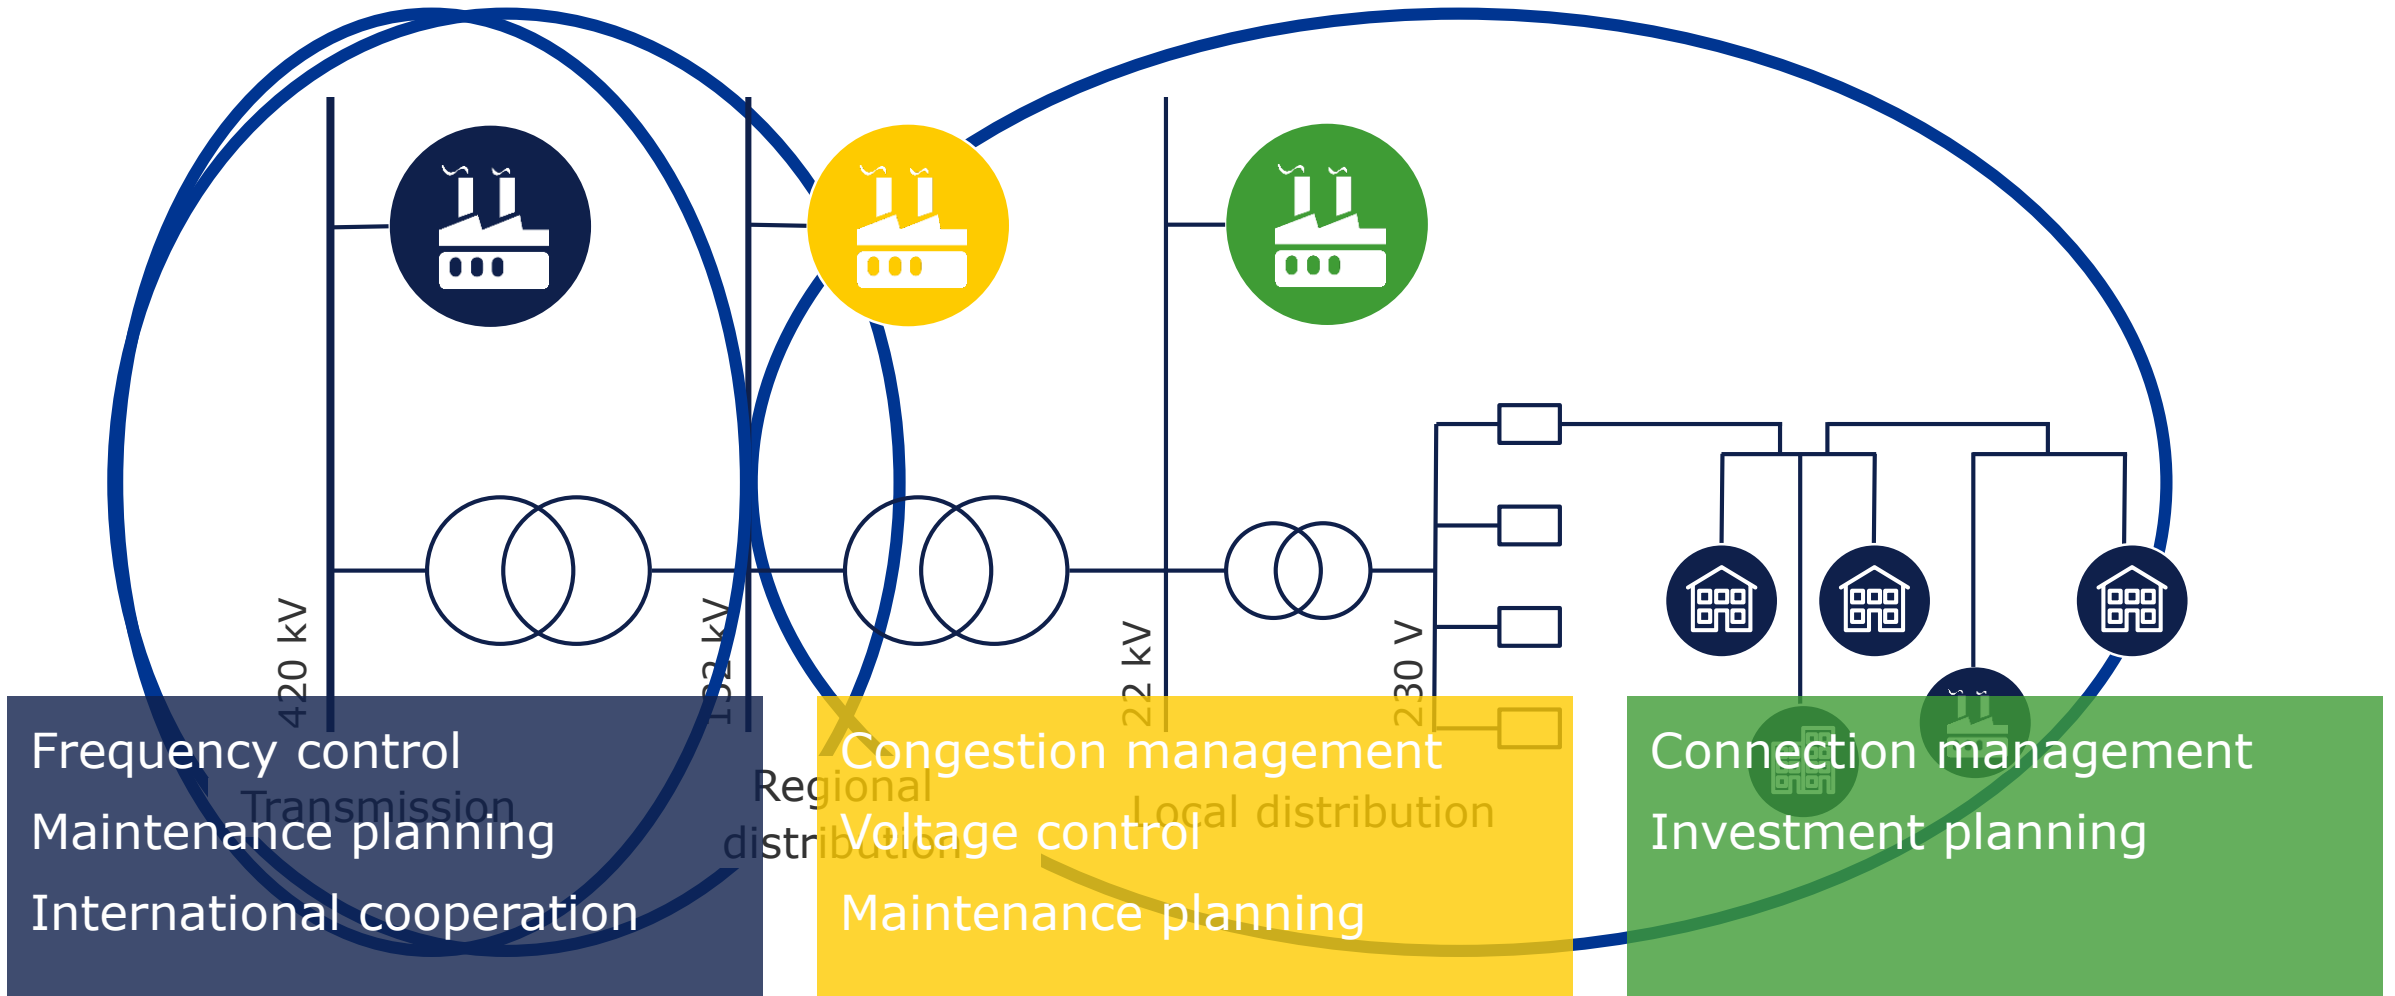 420 kV
132 kV
22 kV
230 V
Transmission
Regional
distribution
Local distribution
Frequency control
Maintenance planning
International cooperation
Congestion management
Voltage control
Maintenance planning
Connection management
Investment planning